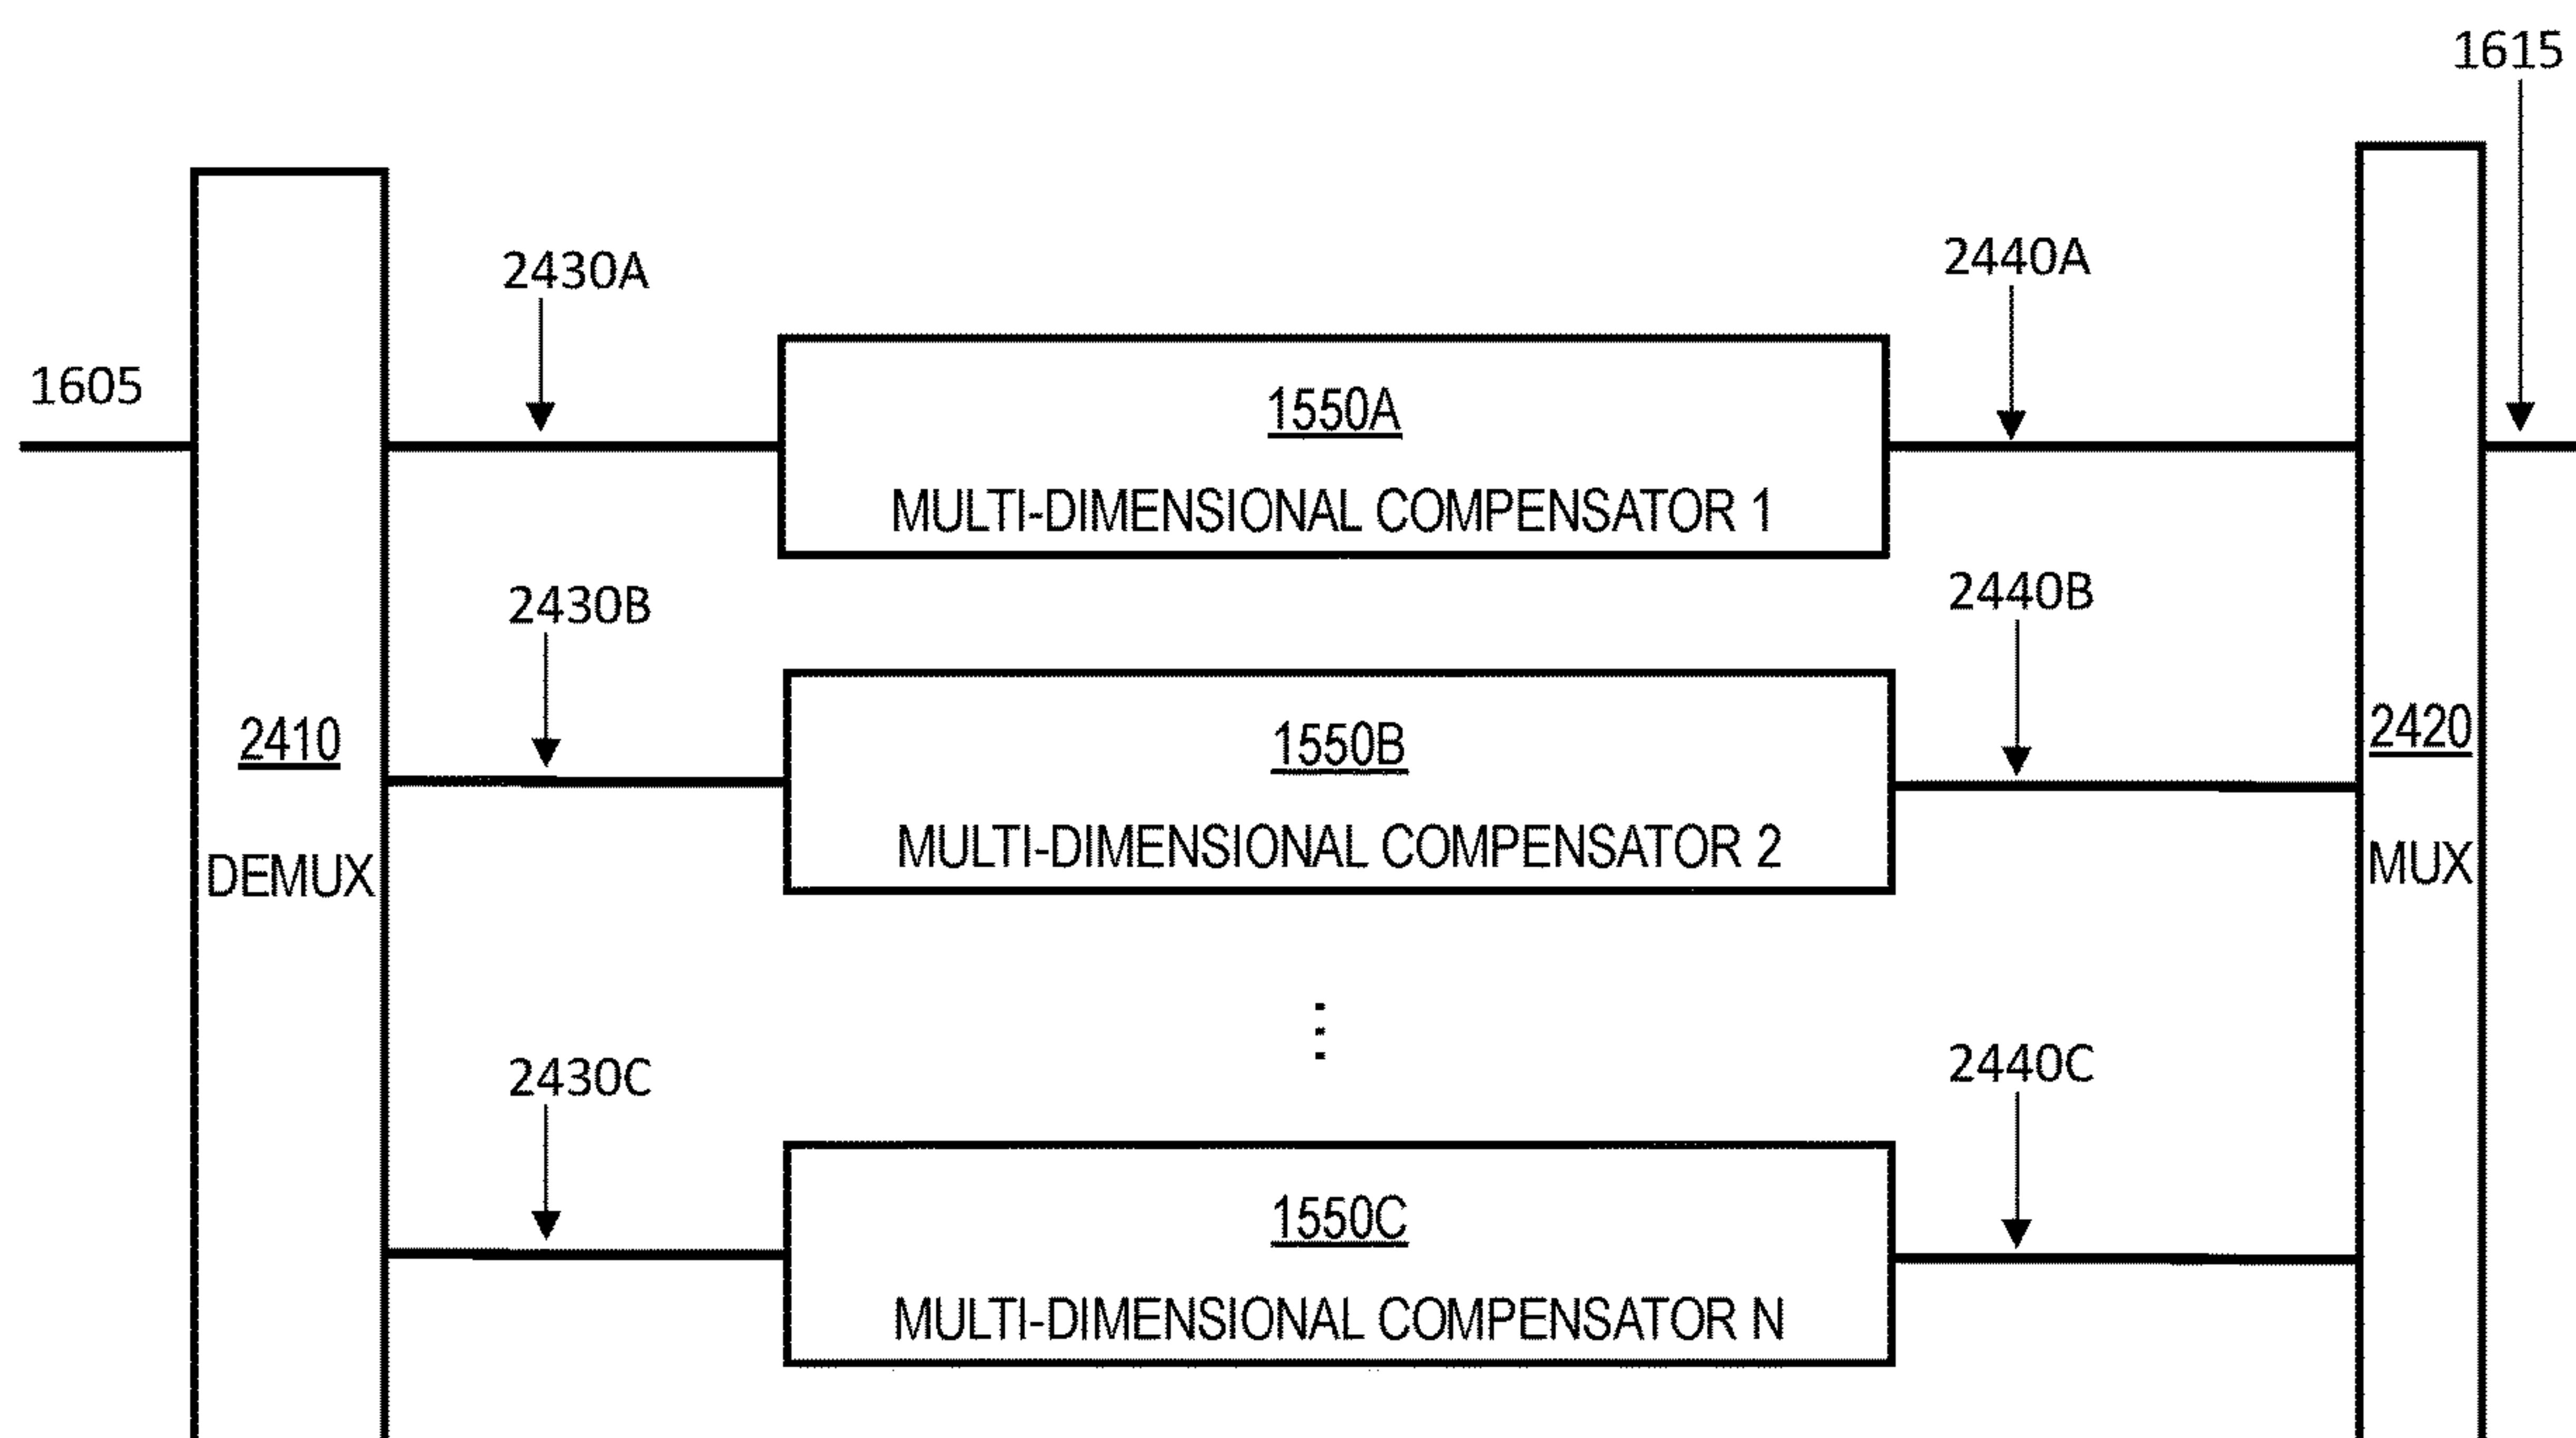 1615
2430A
2440A
1605
1550A
MULTI-DIMENSIONAL COMPENSATOR 1
2430B
2440B
2410
DEMUX
1550B
MULTI-DIMENSIONAL COMPENSATOR 2
2420
MUX
⋮
2430C
2440C
1550C
MULTI-DIMENSIONAL COMPENSATOR N